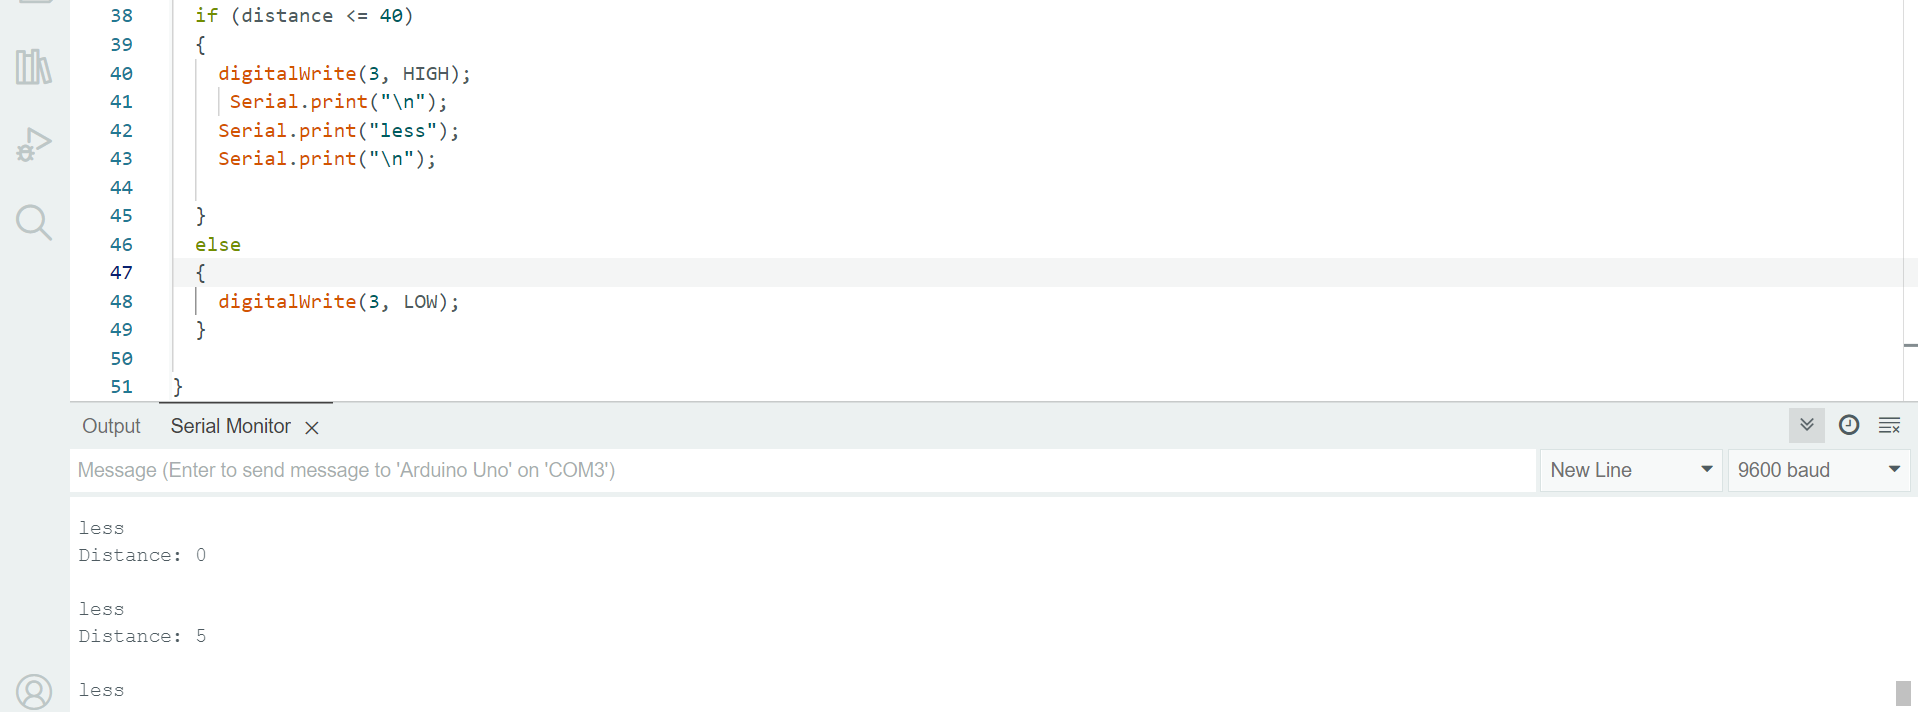 38 if (distance <= 40)
39 {
40 digitalWrite(3, HIGH);
41 Serial.print("\n");
42 Serial.print("less");
43 Serial.print("\n");
44
45 }
46 else
47 {
48 digitalWrite(3, LOW);
49 }
50
51 }
Output Serial Monitor
Message (Enter to send message to 'Arduino Uno' on 'COM3') New Line 9600 baud
less
Distance: 0
less
Distance: 5
less